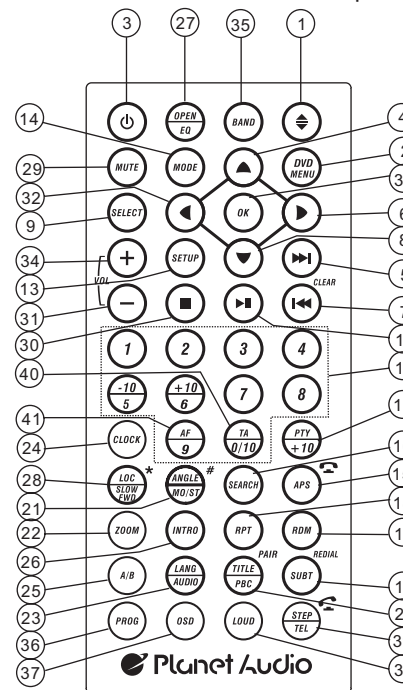 3 27 35 1
OPEN
EQ
BAND
14
29 MUTE MODE DVD
MENU
32
9 SELECT OK
34 + SETUP
13 VOL CLEAR
31 −
30
1 2 3 4
40
-10
5
+10
6
7 8
41
24 CLOCK AF
9
TA
0/10
PTY
+10
28 LOC
SLOW
FWD
* ANGLE
MO/ST
# SEARCH APS
21
22 ZOOM INTRO RPT RDM
26 PAIR REDIAL
25 A/B LANG
AUDIO
TITLE
PBC
SUBT
23
36 PROG OSD LOUD STEP
TEL
37
Planet Audio